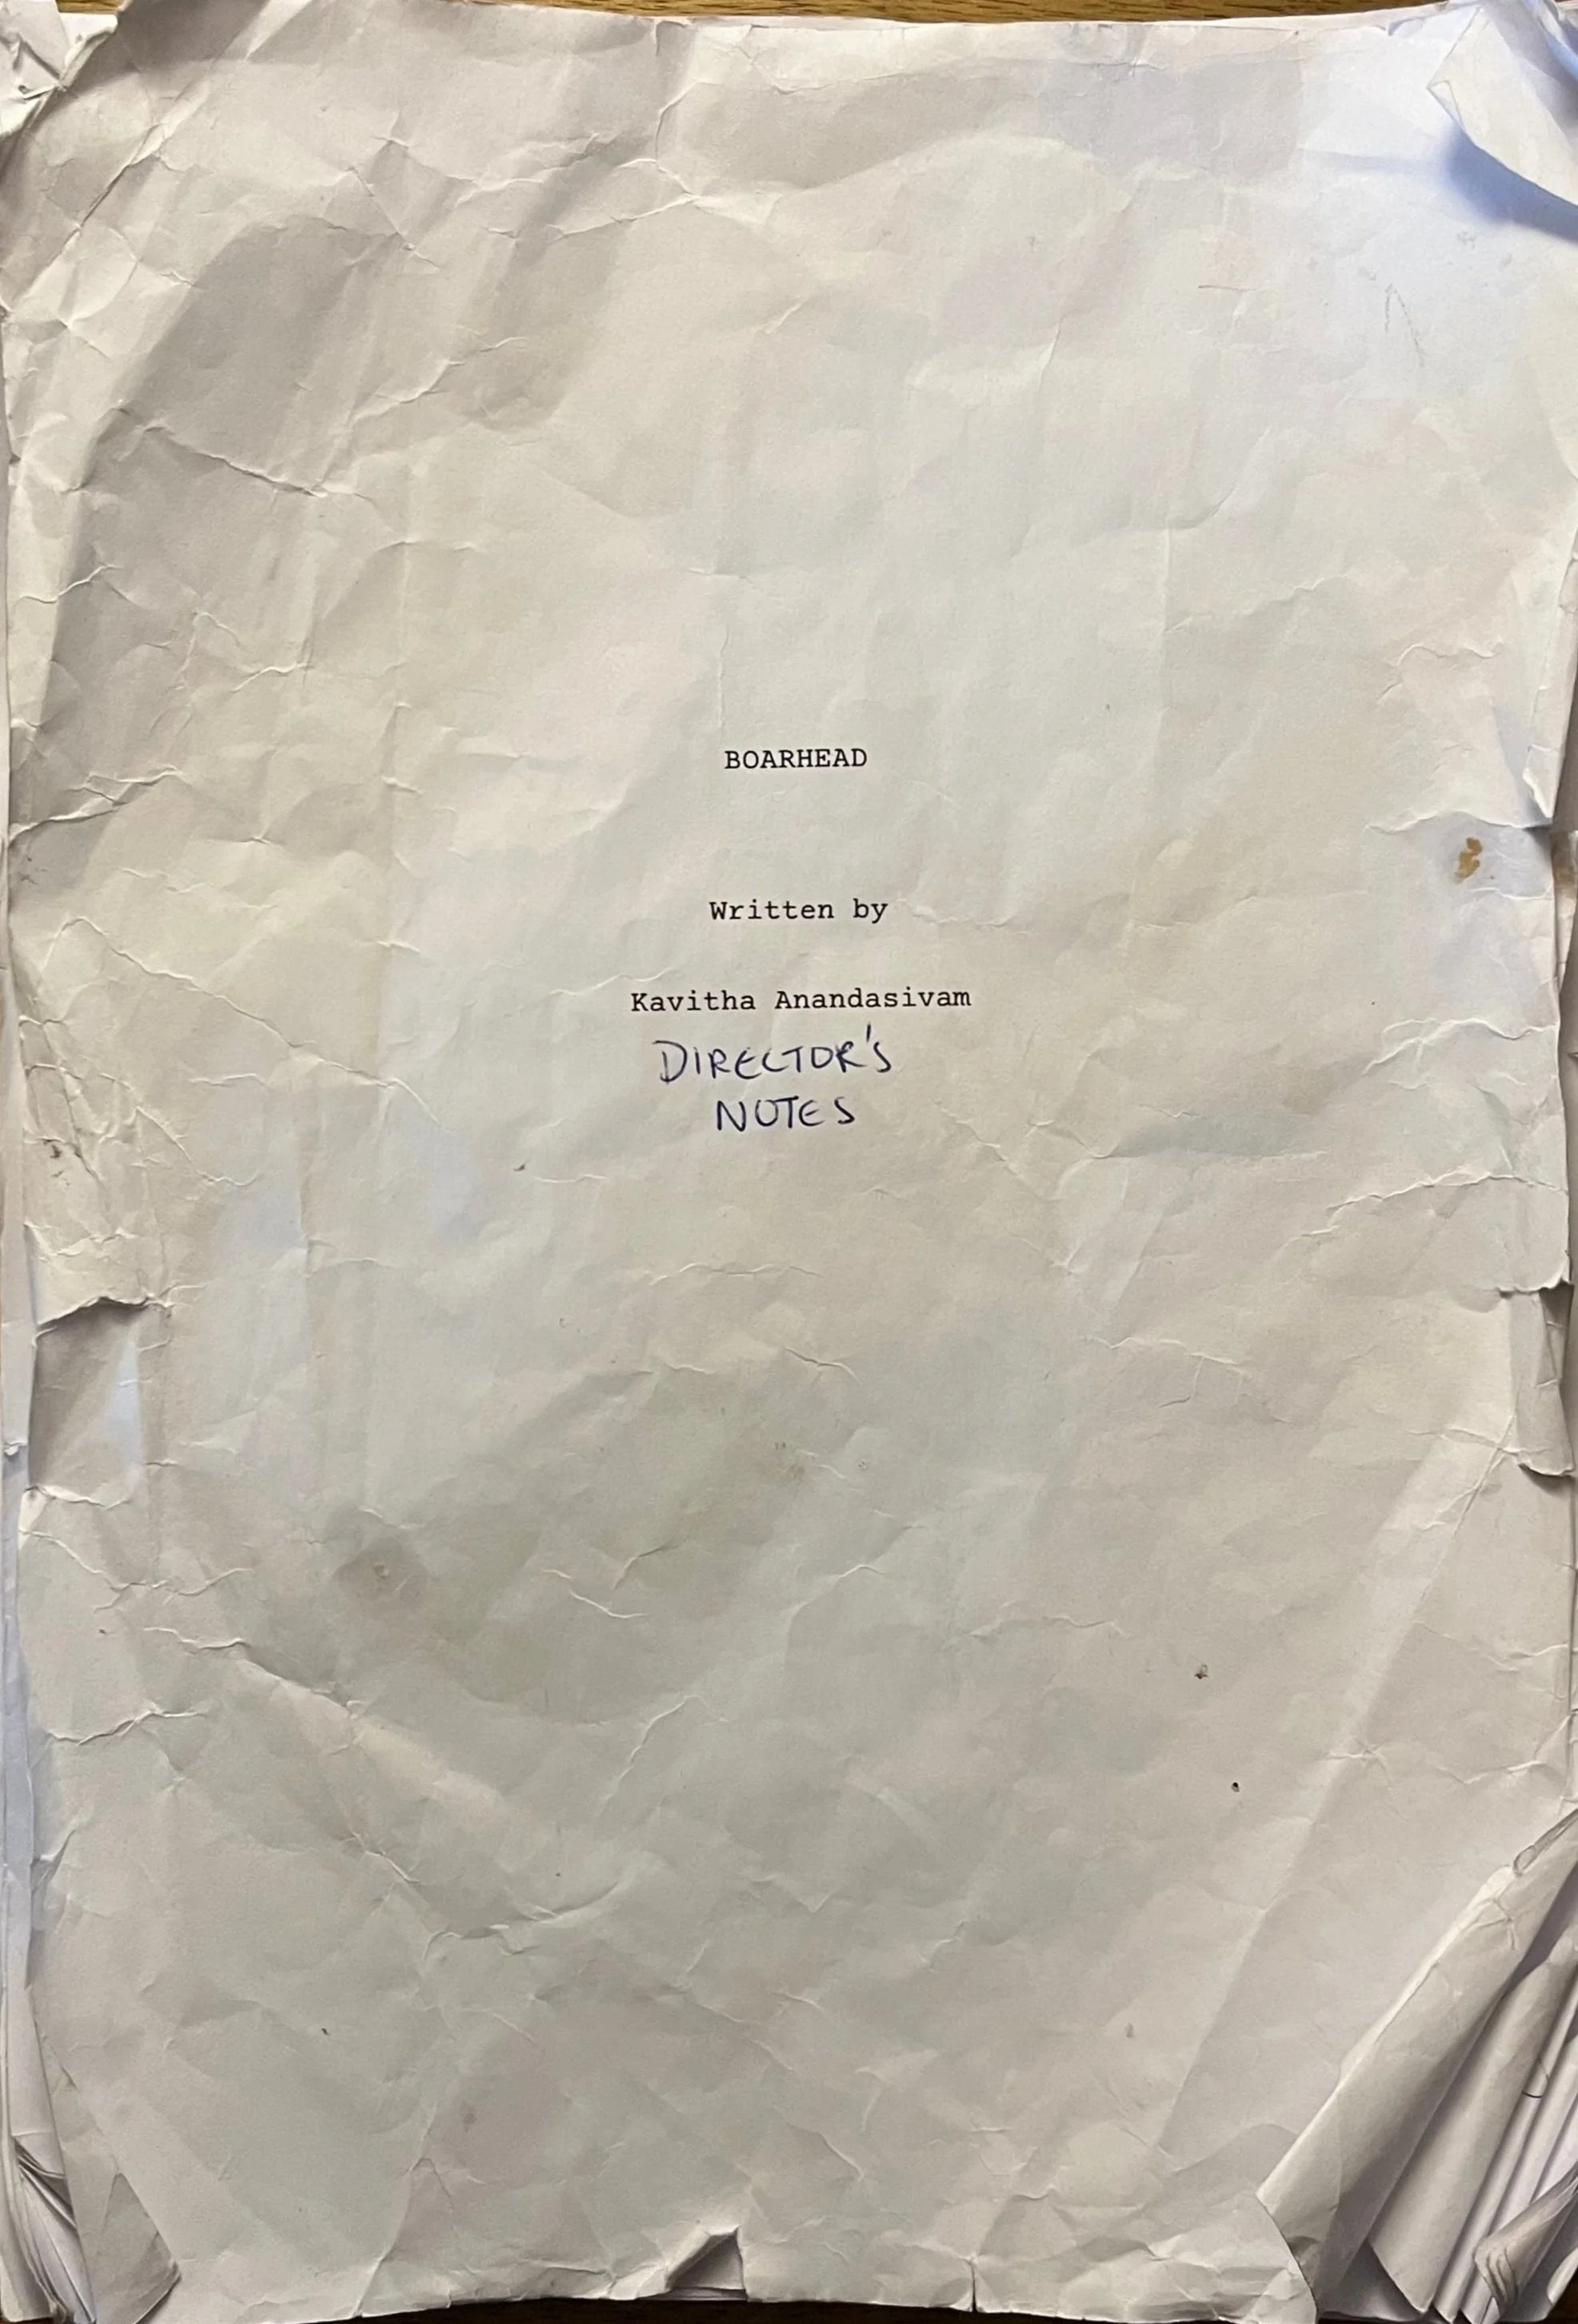 BOARHEAD
Written by
Kavitha Anandasivam
DIRECTOR'S
NOTES